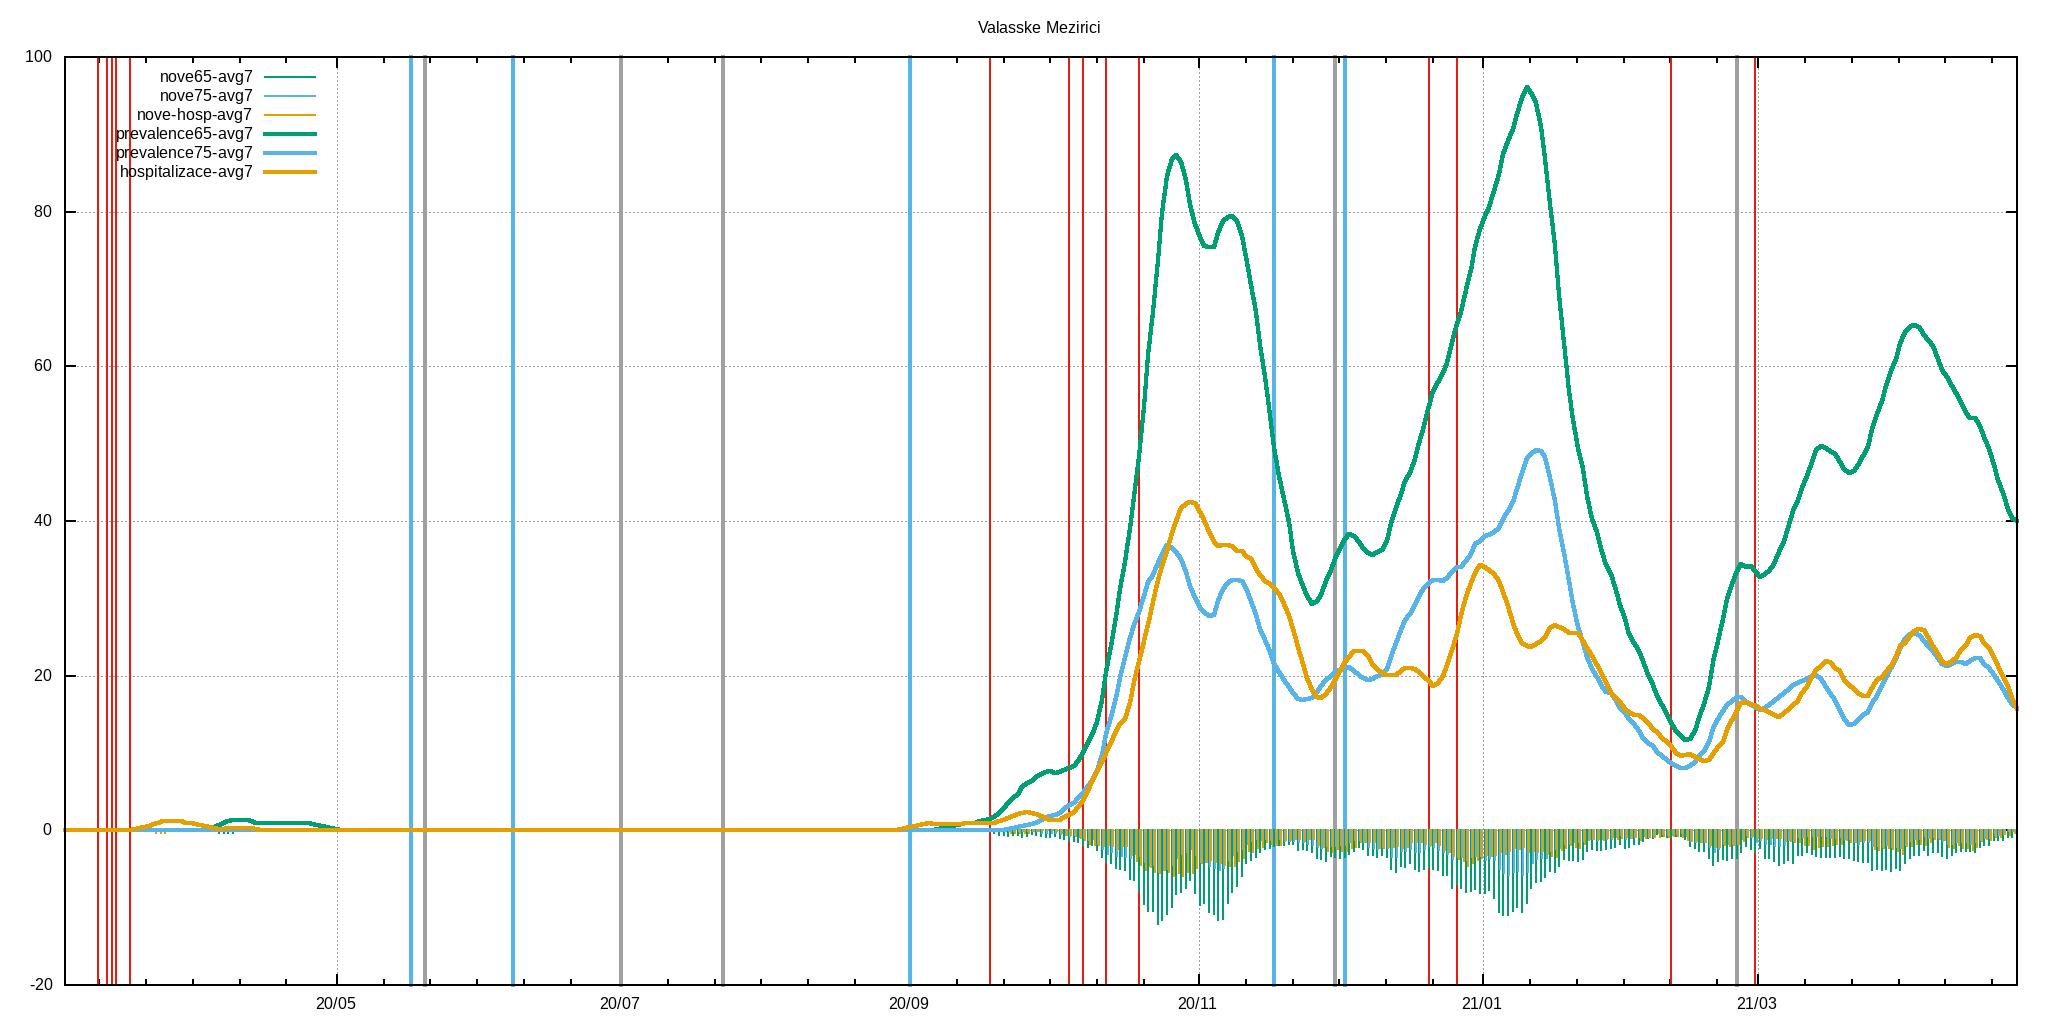 Valasske Mezirici
100
80
60
40
20
0
-20
nove65-avg7
nove75-avg7
nove-hosp-avg7
prevalence65-avg7
prevalence75-avg7
hospitalizace-avg7
20/05
20/07
20/09
20/11
21/01
21/03